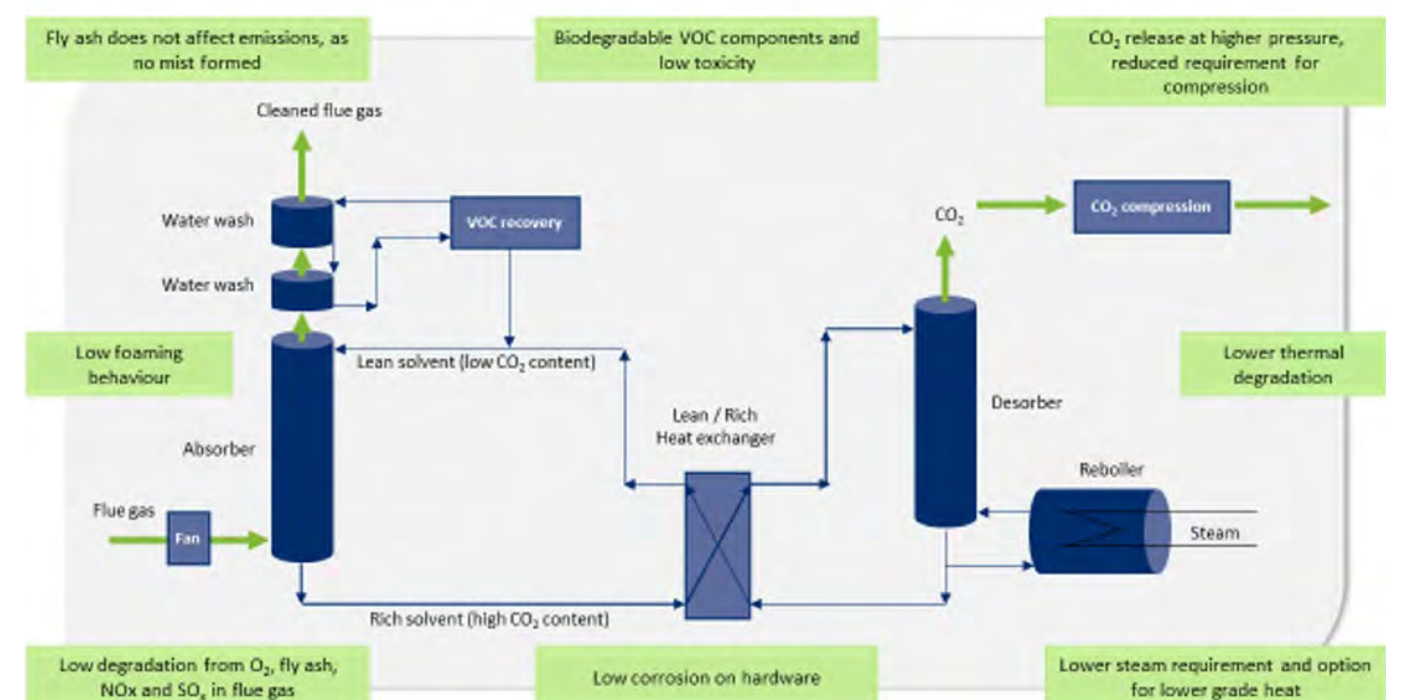 Fly ash does not affect emissions, as
no mist formed
Biodegradable VOC components and
low toxicity
CO₂ release at higher pressure,
reduced requirement for
compression
Cleaned flue gas
Water wash
VOC recovery
CO₂
CO₂ compression
Water wash
Low foaming
behaviour
Lean solvent (low CO₂ content)
Lower thermal
degradation
Lean / Rich
Heat exchanger
Desorber
Absorber
Reboiler
Flue gas
Fan
Steam
Rich solvent (high CO₂ content)
Low degradation from O₂, fly ash,
NOx and SOₓ in flue gas
Low corrosion on hardware
Lower steam requirement and option
for lower grade heat